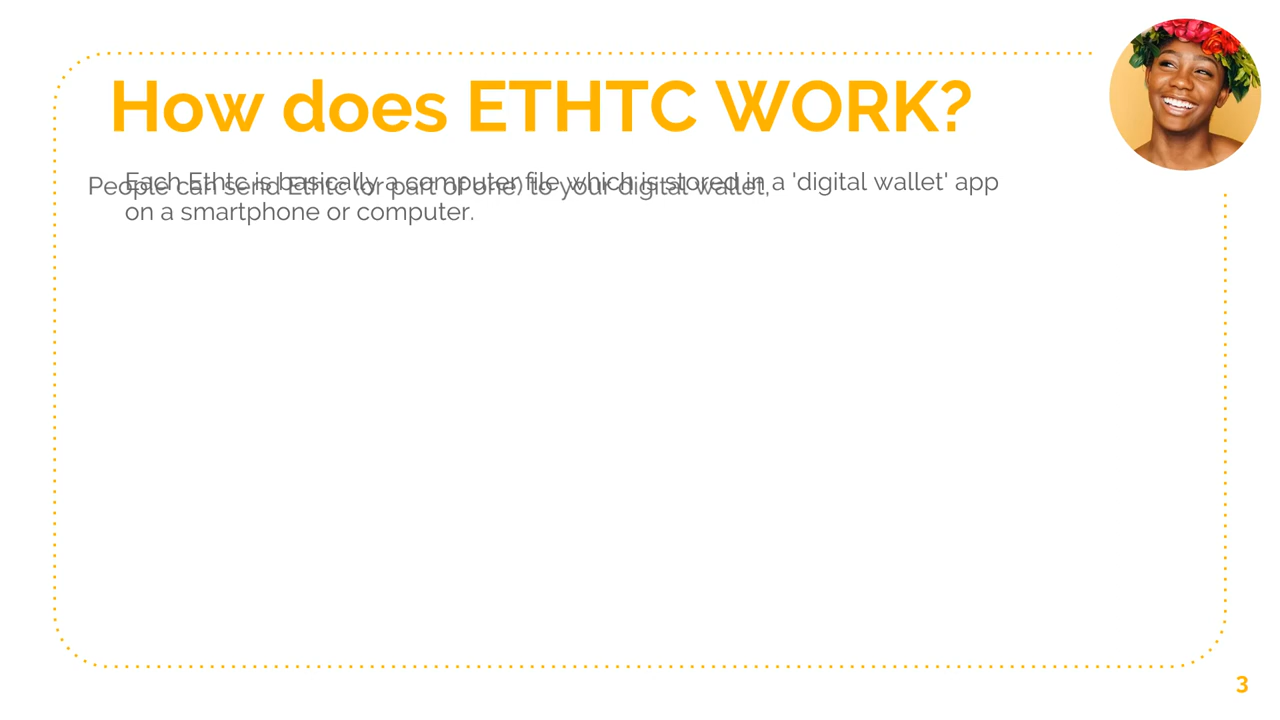 How does ETHTC WORK?
Each Ethtc is basically a computer file which is stored in a 'digital wallet' app
on a smartphone or computer.
People can send Ethtc (or part of one) to your digital wallet,
3